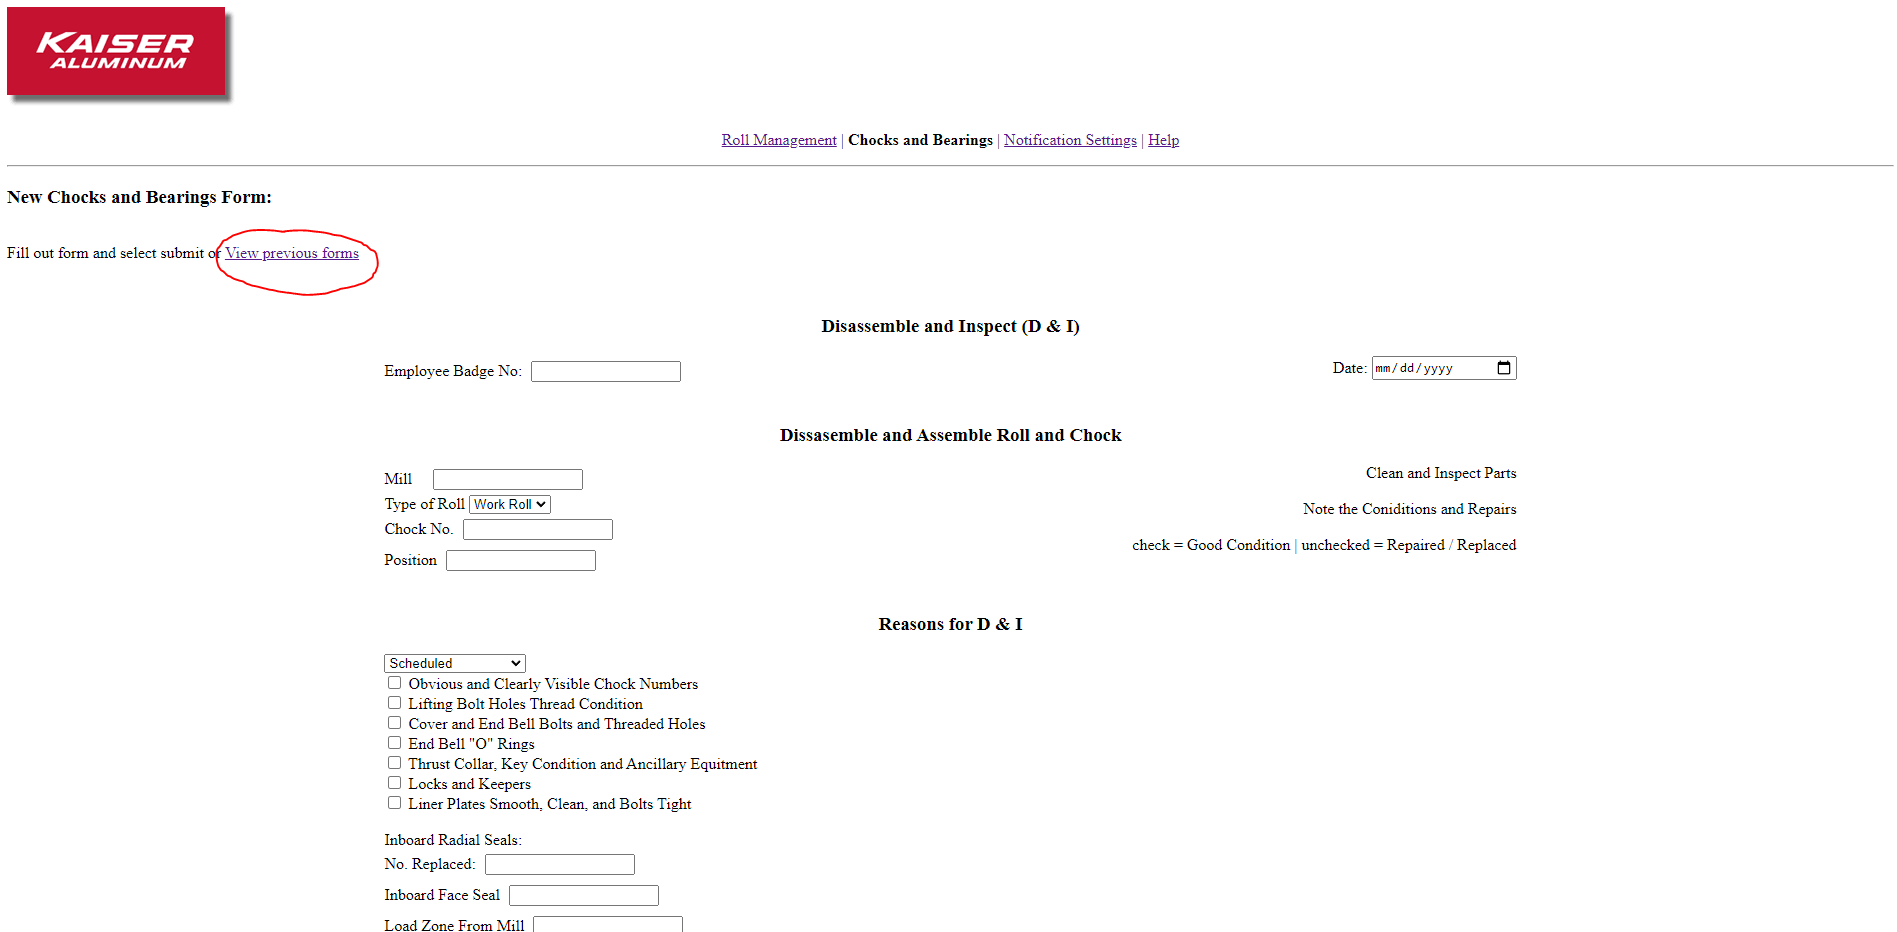 KAISER
ALUMINUM
Roll Management | Chocks and Bearings | Notification Settings | Help
New Chocks and Bearings Form:
Fill out form and select submit or View previous forms
Disassemble and Inspect (D & I)
Employee Badge No:
Date: mm/dd/yyyy
Dissasemble and Assemble Roll and Chock
Mill
Type of Roll Work Roll
Chock No.
Position
Clean and Inspect Parts
Note the Coniditions and Repairs
check = Good Condition | unchecked = Repaired / Replaced
Reasons for D & I
Scheduled
Obvious and Clearly Visible Chock Numbers
Lifting Bolt Holes Thread Condition
Cover and End Bell Bolts and Threaded Holes
End Bell "O" Rings
Thrust Collar, Key Condition and Ancillary Equitment
Locks and Keepers
Liner Plates Smooth, Clean, and Bolts Tight
Inboard Radial Seals:
No. Replaced:
Inboard Face Seal
Load Zone From Mill